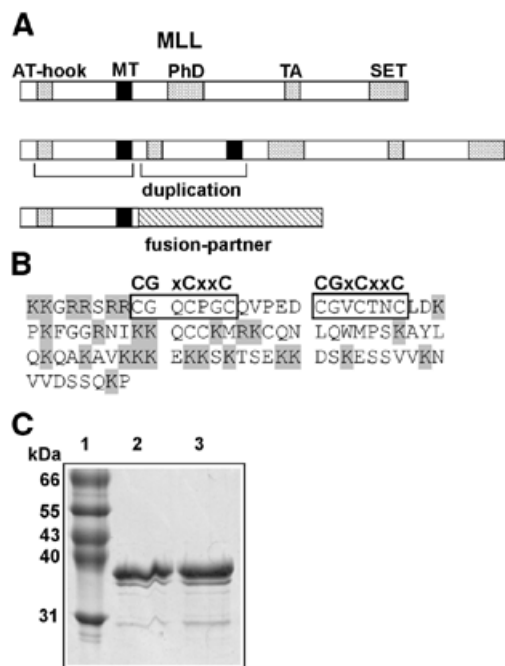 A
MLL
AT-hook MT PhD TA SET
duplication
fusion-partner
B
CG xCxxC CGxCxxC
KKGRRSRRCG QCPGCQVPED CGVCTNCLDK
PKFGGRNIKK QCCKMRKCQN LQWMPSKAYL
QKQAKAVKKK EKKSKTSEKK DSKESSVVKN
VVDSSQKP
C
kDa 1 2 3
66
55
43
40
31